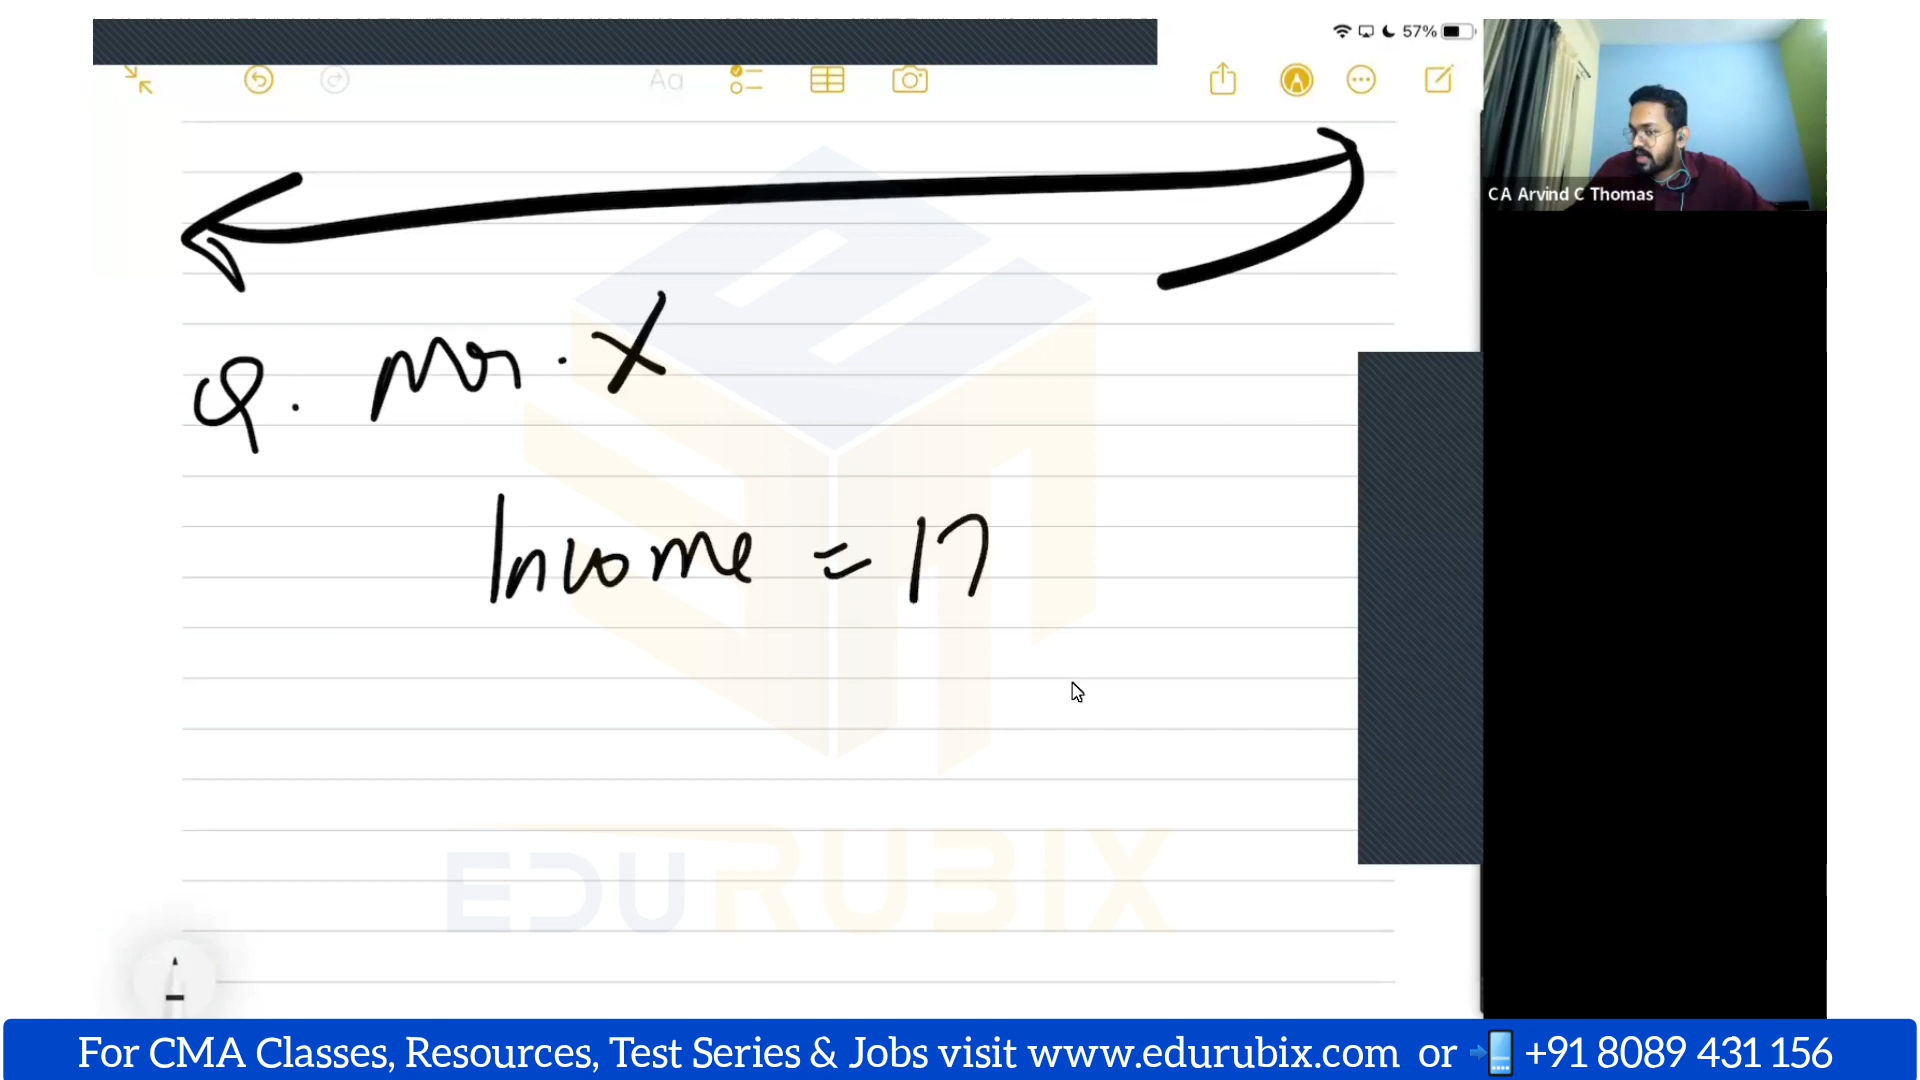 57%
Aa
CA Arvind C Thomas
Q. Mr. X
Income = 17
EDURUBIX
For CMA Classes, Resources, Test Series & Jobs visit www.edurubix.com or +91 8089 431 156